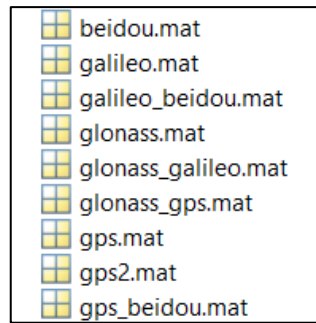 beidou.mat
galileo.mat
galileo_beidou.mat
glonass.mat
glonass_galileo.mat
glonass_gps.mat
gps.mat
gps2.mat
gps_beidou.mat